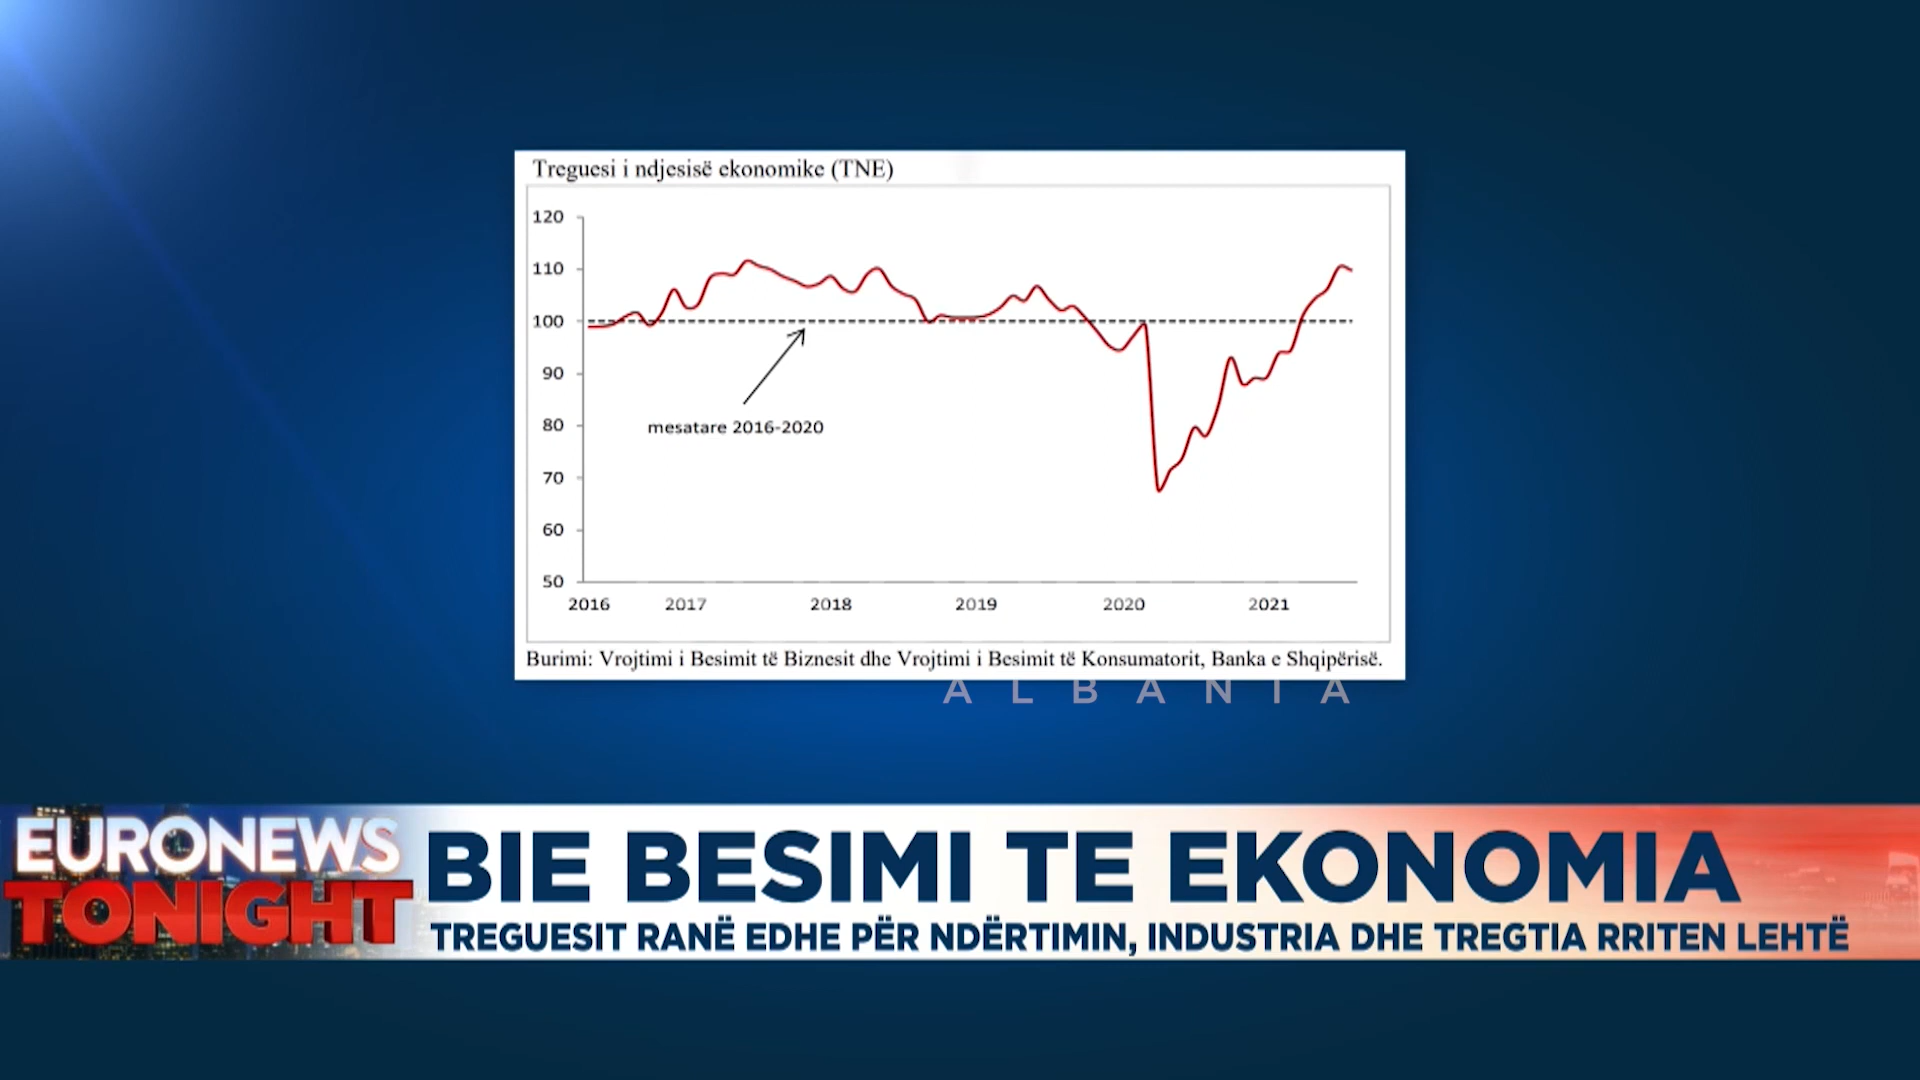 Treguesi i ndjesisë ekonomike (TNE)
120
110
100
90
80
70
60
50
mesatare 2016-2020
2016 2017 2018 2019 2020 2021
Burimi: Vrojtimi i Besimit të Biznesit dhe Vrojtimi i Besimit të Konsumatorit, Banka e Shqipërisë.
ALBANIA
EURONEWS
TONIGHT
BIE BESIMI TE EKONOMIA
TREGUESIT RANË EDHE PËR NDËRTIMIN, INDUSTRIA DHE TREGTIA RRITEN LEHTË